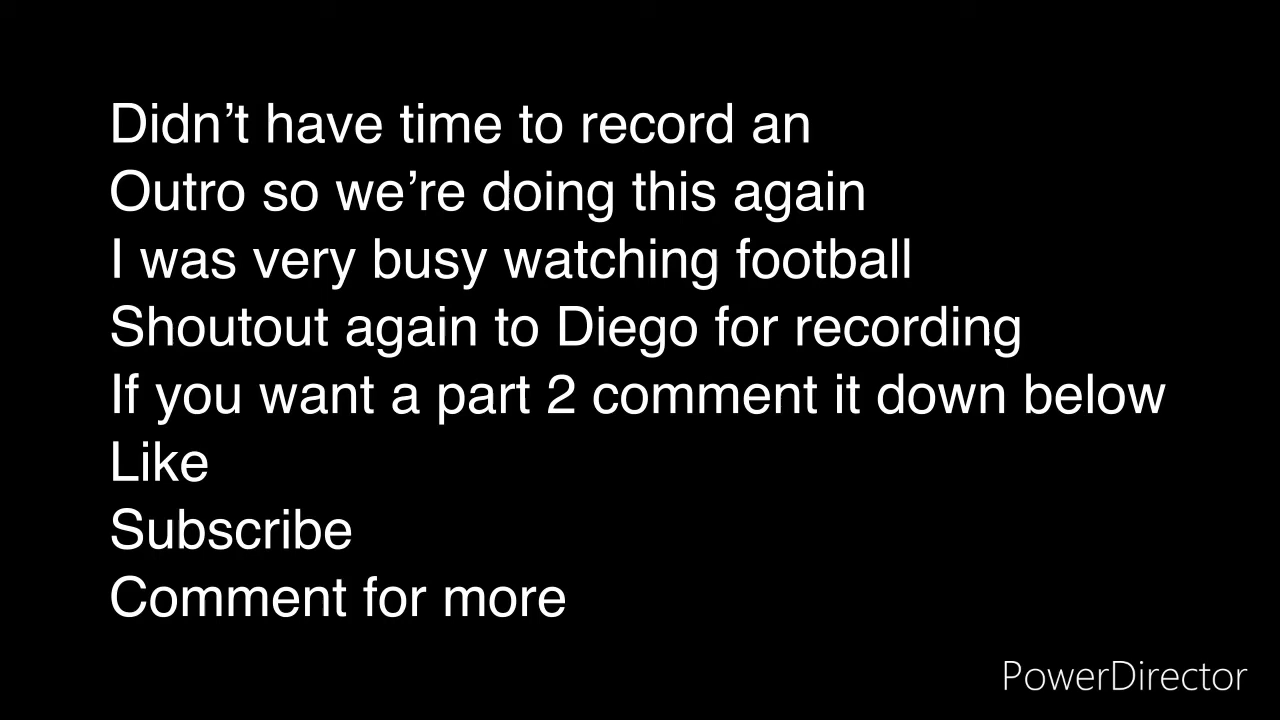 Didn’t have time to record an
Outro so we’re doing this again
I was very busy watching football
Shoutout again to Diego for recording
If you want a part 2 comment it down below
Like
Subscribe
Comment for more
PowerDirector